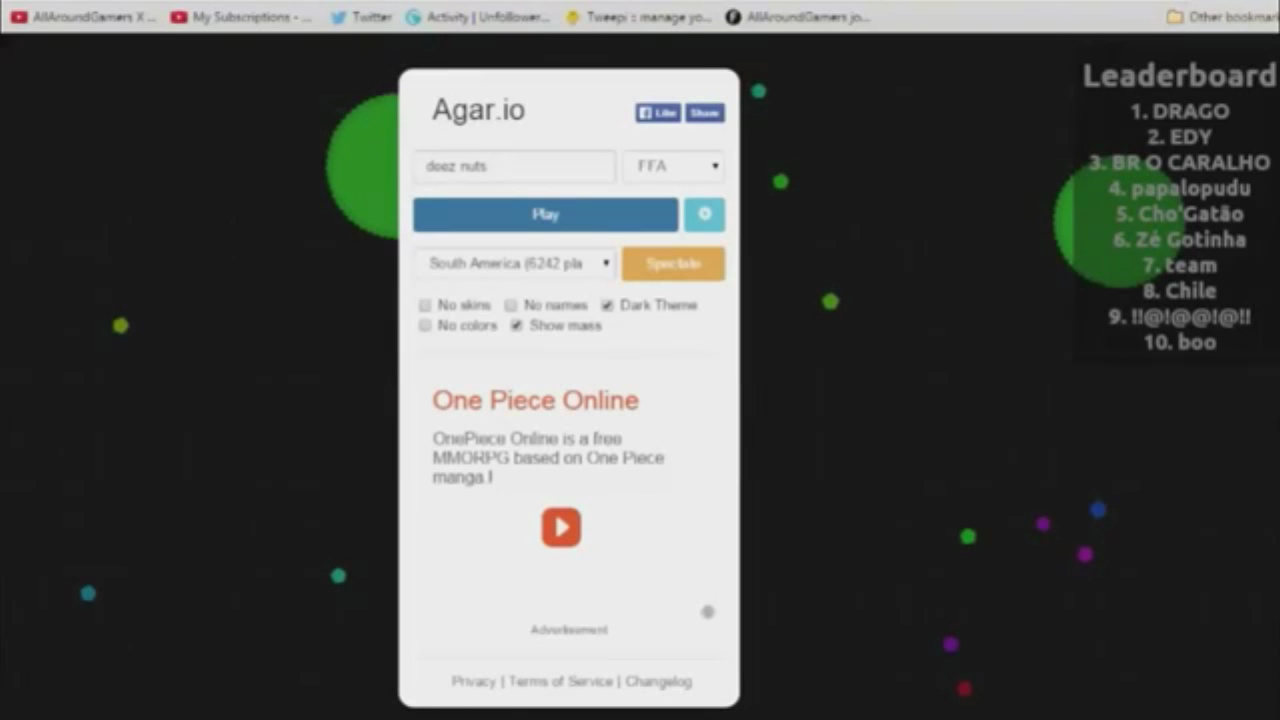 AllAroundGamers X ... My Subscriptions - ... Twitter Activity | Unfollower... Tweepi :: manage yo... AllAroundGamers jo... Other bookmark
Leaderboard
1. DRAGO
2. EDY
3. BR O CARALHO
4. papalopudu
5. Cho'Gatão
6. Zé Gotinha
7. team
8. Chile
9. !!@!@@!@!!
10. boo
Agar.io
Like Share
deez nuts FFA
Play
South America (6242 pla Spectate
No skins No names Dark Theme
No colors Show mass
One Piece Online
OnePiece Online is a free
MMORPG based on One Piece
manga.I
Advertisement
Privacy | Terms of Service | Changelog